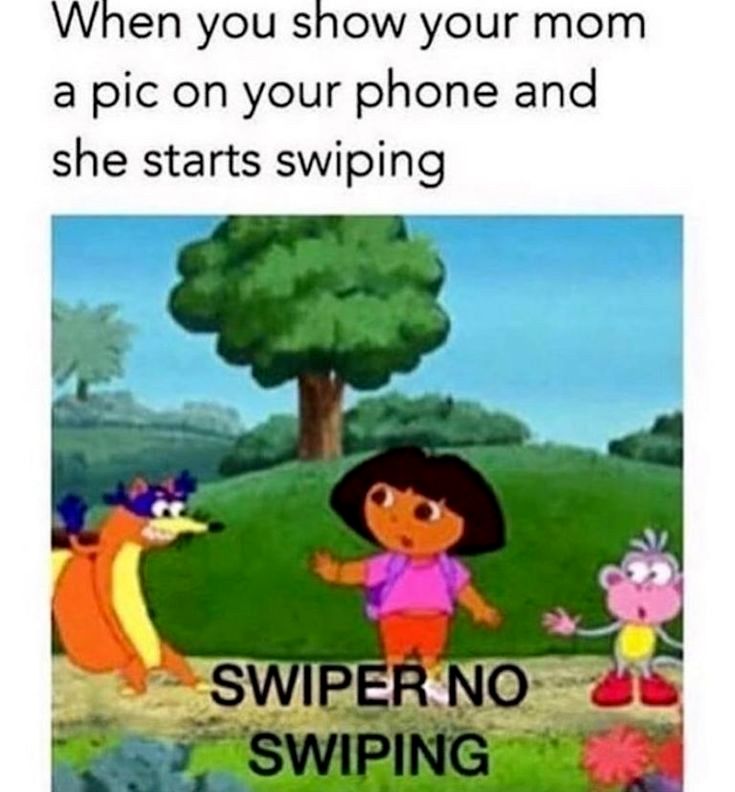 When you show your mom
a pic on your phone and
she starts swiping
SWIPER NO
SWIPING